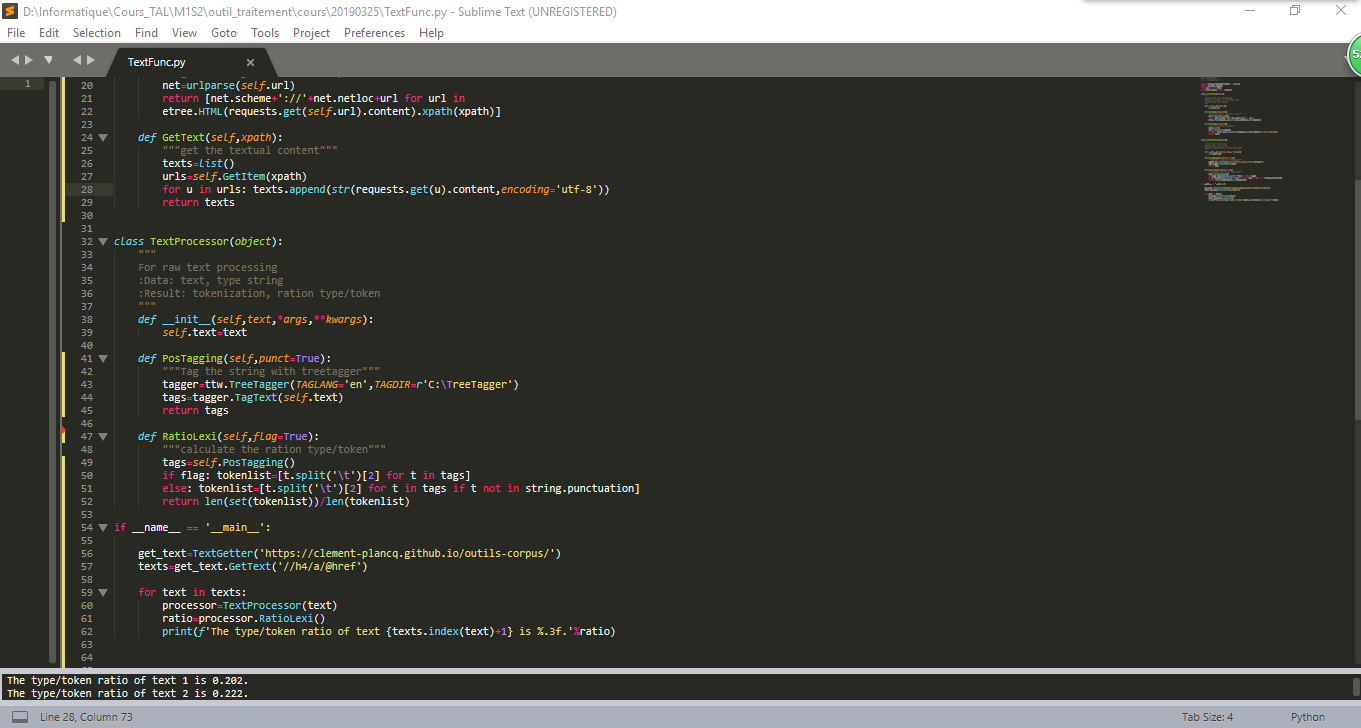 D:\Informatique\Cours_TAL\M1S2\outil_traitement\cours\20190325\TextFunc.py - Sublime Text (UNREGISTERED)
File Edit Selection Find View Goto Tools Project Preferences Help
TextFunc.py
1
20 net=urlparse(self.url)
21 return [net.scheme+'://'+net.netloc+url for url in
22 etree.HTML(requests.get(self.url).content).xpath(xpath)]
23
24 def GetText(self,xpath):
25 """get the textual content"""
26 texts=list()
27 urls=self.GetItem(xpath)
28 for u in urls: texts.append(str(requests.get(u).content,encoding='utf-8'))
29 return texts
30
31
32 class TextProcessor(object):
33 """
34 For raw text processing
35 :Data: text, type string
36 :Result: tokenization, ration type/token
37 """
38 def __init__(self,text,*args,**kwargs):
39 self.text=text
40
41 def PosTagging(self,punct=True):
42 """Tag the string with treetagger"""
43 tagger=ttw.TreeTagger(TAGLANG='en',TAGDIR=r'C:\TreeTagger')
44 tags=tagger.TagText(self.text)
45 return tags
46
47 def RatioLexi(self,flag=True):
48 """calculate the ration type/token"""
49 tags=self.PosTagging()
50 if flag: tokenlist=[t.split('\t')[2] for t in tags]
51 else: tokenlist=[t.split('\t')[2] for t in tags if t not in string.punctuation]
52 return len(set(tokenlist))/len(tokenlist)
53
54 if __name__ == '__main__':
55
56 get_text=TextGetter('https://clement-plancq.github.io/outils-corpus/')
57 texts=get_text.GetText('//h4/a/@href')
58
59 for text in texts:
60 processor=TextProcessor(text)
61 ratio=processor.RatioLexi()
62 print(f'The type/token ratio of text {texts.index(text)+1} is %.3f.'%ratio)
63
64
The type/token ratio of text 1 is 0.202.
The type/token ratio of text 2 is 0.222.
Line 28, Column 73 Tab Size: 4 Python